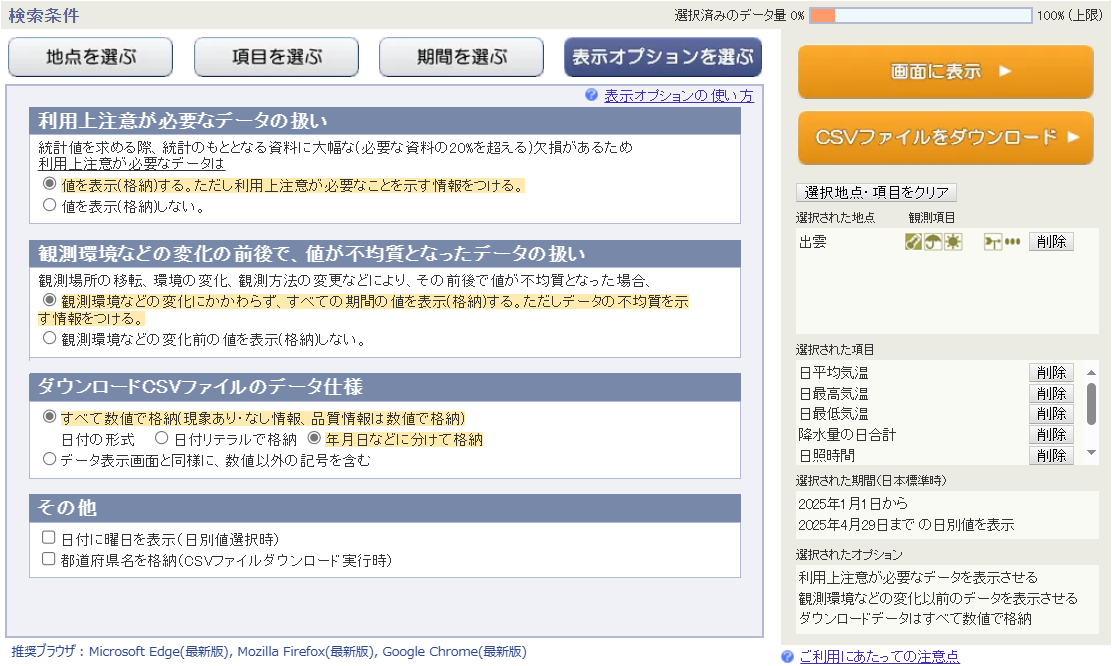 検索条件
選択済みのデータ量 0% 100% (上限)
地点を選ぶ 項目を選ぶ 期間を選ぶ 表示オプションを選ぶ
表示オプションの使い方
利用上注意が必要なデータの扱い
統計値を求める際、統計のもととなる資料に大幅な(必要な資料の20%を超える)欠損があるため
利用上注意が必要なデータは
値を表示(格納)する。ただし利用上注意が必要なことを示す情報をつける。
値を表示(格納)しない。
観測環境などの変化の前後で、値が不均質となったデータの扱い
観測場所の移転、環境の変化、観測方法の変更などにより、その前後で値が不均質となった場合、
観測環境などの変化にかかわらず、すべての期間の値を表示(格納)する。ただしデータの不均質を示
す情報をつける。
観測環境などの変化前の値を表示(格納)しない。
ダウンロードCSVファイルのデータ仕様
すべて数値で格納(現象あり・なし情報、品質情報は数値で格納)
日付の形式 日付リテラルで格納 年月日などに分けて格納
データ表示画面と同様に、数値以外の記号を含む
その他
日付に曜日を表示(日別値選択時)
都道府県名を格納(CSVファイルダウンロード実行時)
推奨ブラウザ : Microsoft Edge(最新版), Mozilla Firefox(最新版), Google Chrome(最新版)
画面に表示
CSVファイルをダウンロード
選択地点・項目をクリア
選択された地点 観測項目
出雲 削除
選択された項目
日平均気温 削除
日最高気温 削除
日最低気温 削除
降水量の日合計 削除
日照時間 削除
選択された期間(日本標準時)
2025年1月1日から
2025年4月29日までの日別値を表示
選択されたオプション
利用上注意が必要なデータを表示させる
観測環境などの変化以前のデータを表示させる
ダウンロードデータはすべて数値で格納
ご利用にあたっての注意点